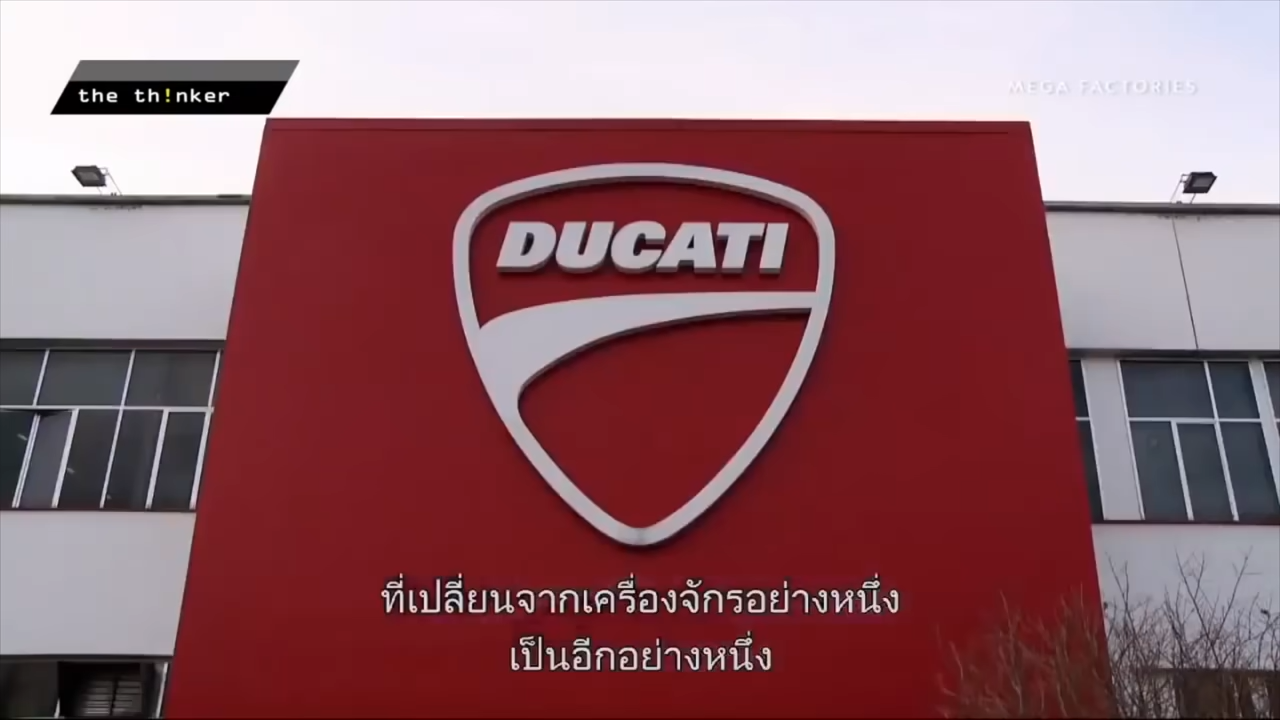 the th!nker
MEGA FACTORIES
DUCATI
ที่เปลี่ยนจากเครื่องจักรอย่างหนึ่ง
เป็นอีกอย่างหนึ่ง